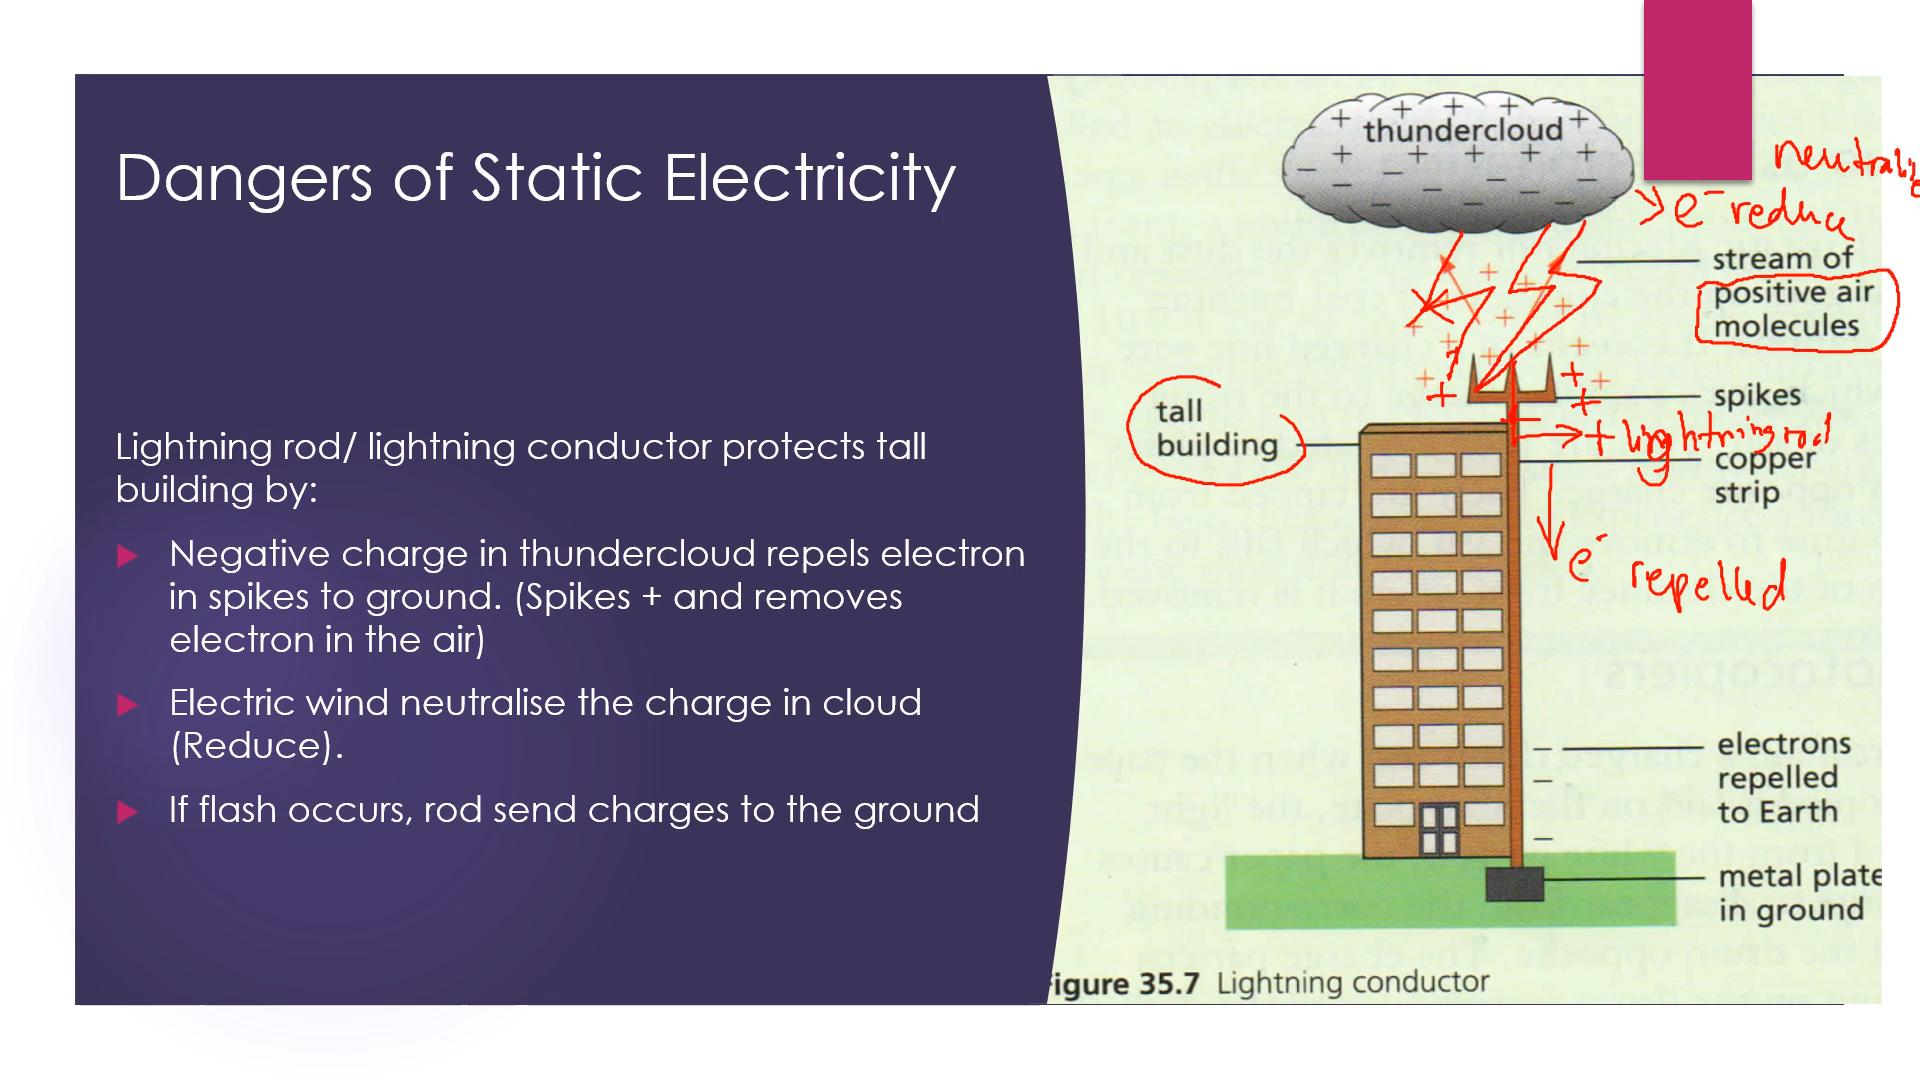 Dangers of Static Electricity
Lightning rod/ lightning conductor protects tall
building by:
Negative charge in thundercloud repels electron
in spikes to ground. (Spikes + and removes
electron in the air)
Electric wind neutralise the charge in cloud
(Reduce).
If flash occurs, rod send charges to the ground
thundercloud
e⁻ reduce
stream of
positive air
molecules
spikes
tall
building
+ lightning rod
copper
strip
e⁻ repelled
electrons
repelled
to Earth
metal plate
in ground
igure 35.7 Lightning conductor